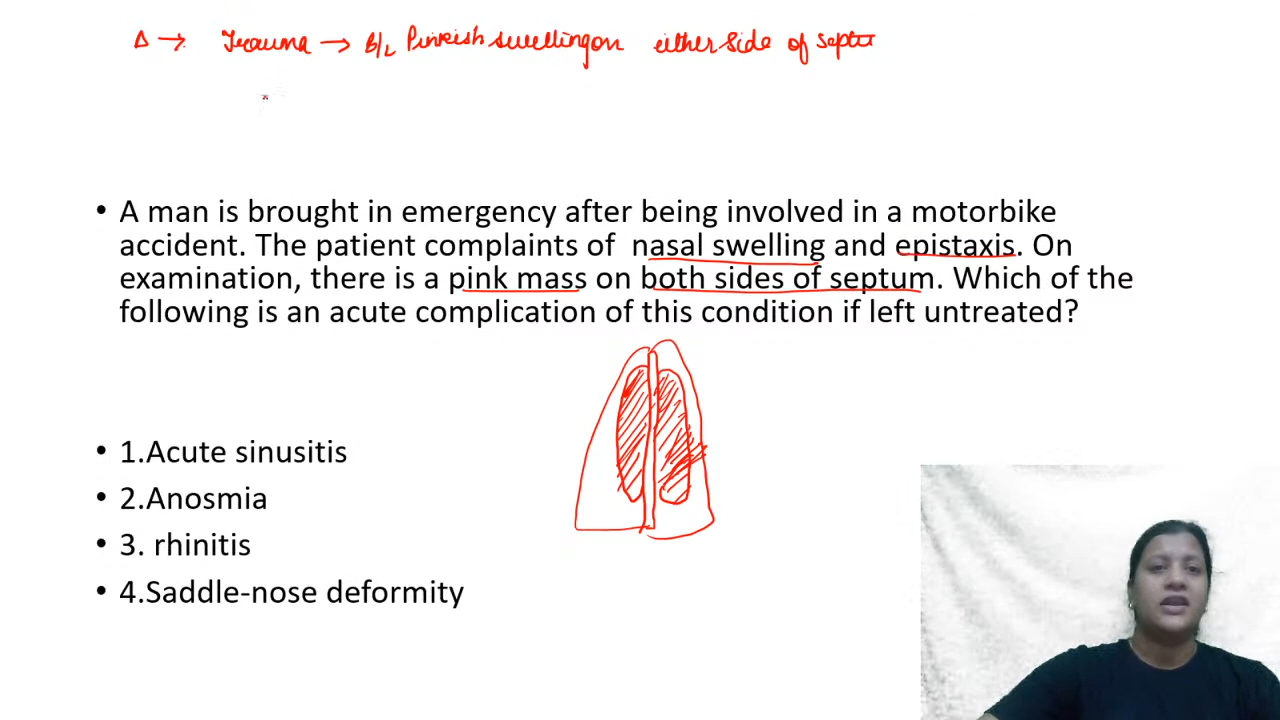 Δ → Trauma → B/L Pinkish swelling on either side of septu
• A man is brought in emergency after being involved in a motorbike
accident. The patient complaints of nasal swelling and epistaxis. On
examination, there is a pink mass on both sides of septum. Which of the
following is an acute complication of this condition if left untreated?
• 1.Acute sinusitis
• 2.Anosmia
• 3. rhinitis
• 4.Saddle-nose deformity